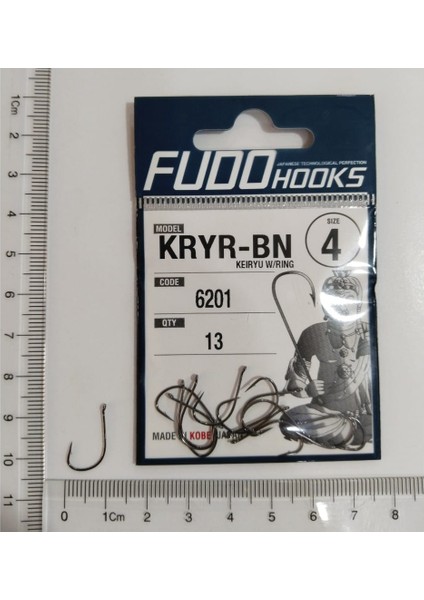 FUDO HOOKS
JAPANESE TECHNOLOGICAL PERFECTION
MODEL
KRYR-BN
KEIRYU W/RING
SIZE
4
CODE
6201
QTY
13
MADE IN KOBE JAPAN
1Cm
2
3
4
5
6
7
8
9
10
11
0 1Cm 2 3 4 5 6 7 8